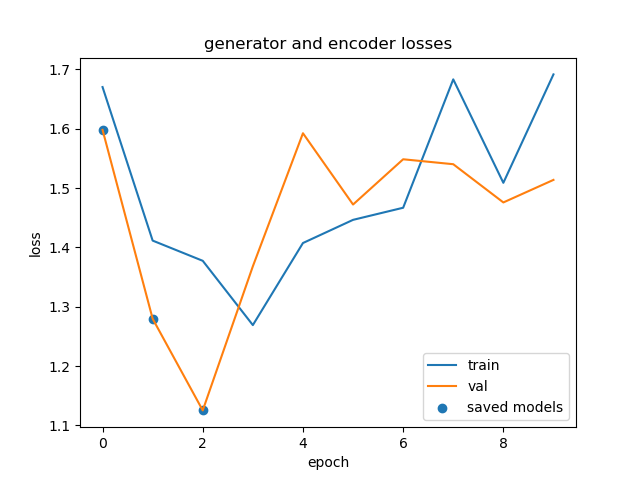 generator and encoder losses
1.7
1.6
1.5
1.4
1.3
1.2
1.1
loss
0
2
4
6
8
epoch
train
val
saved models